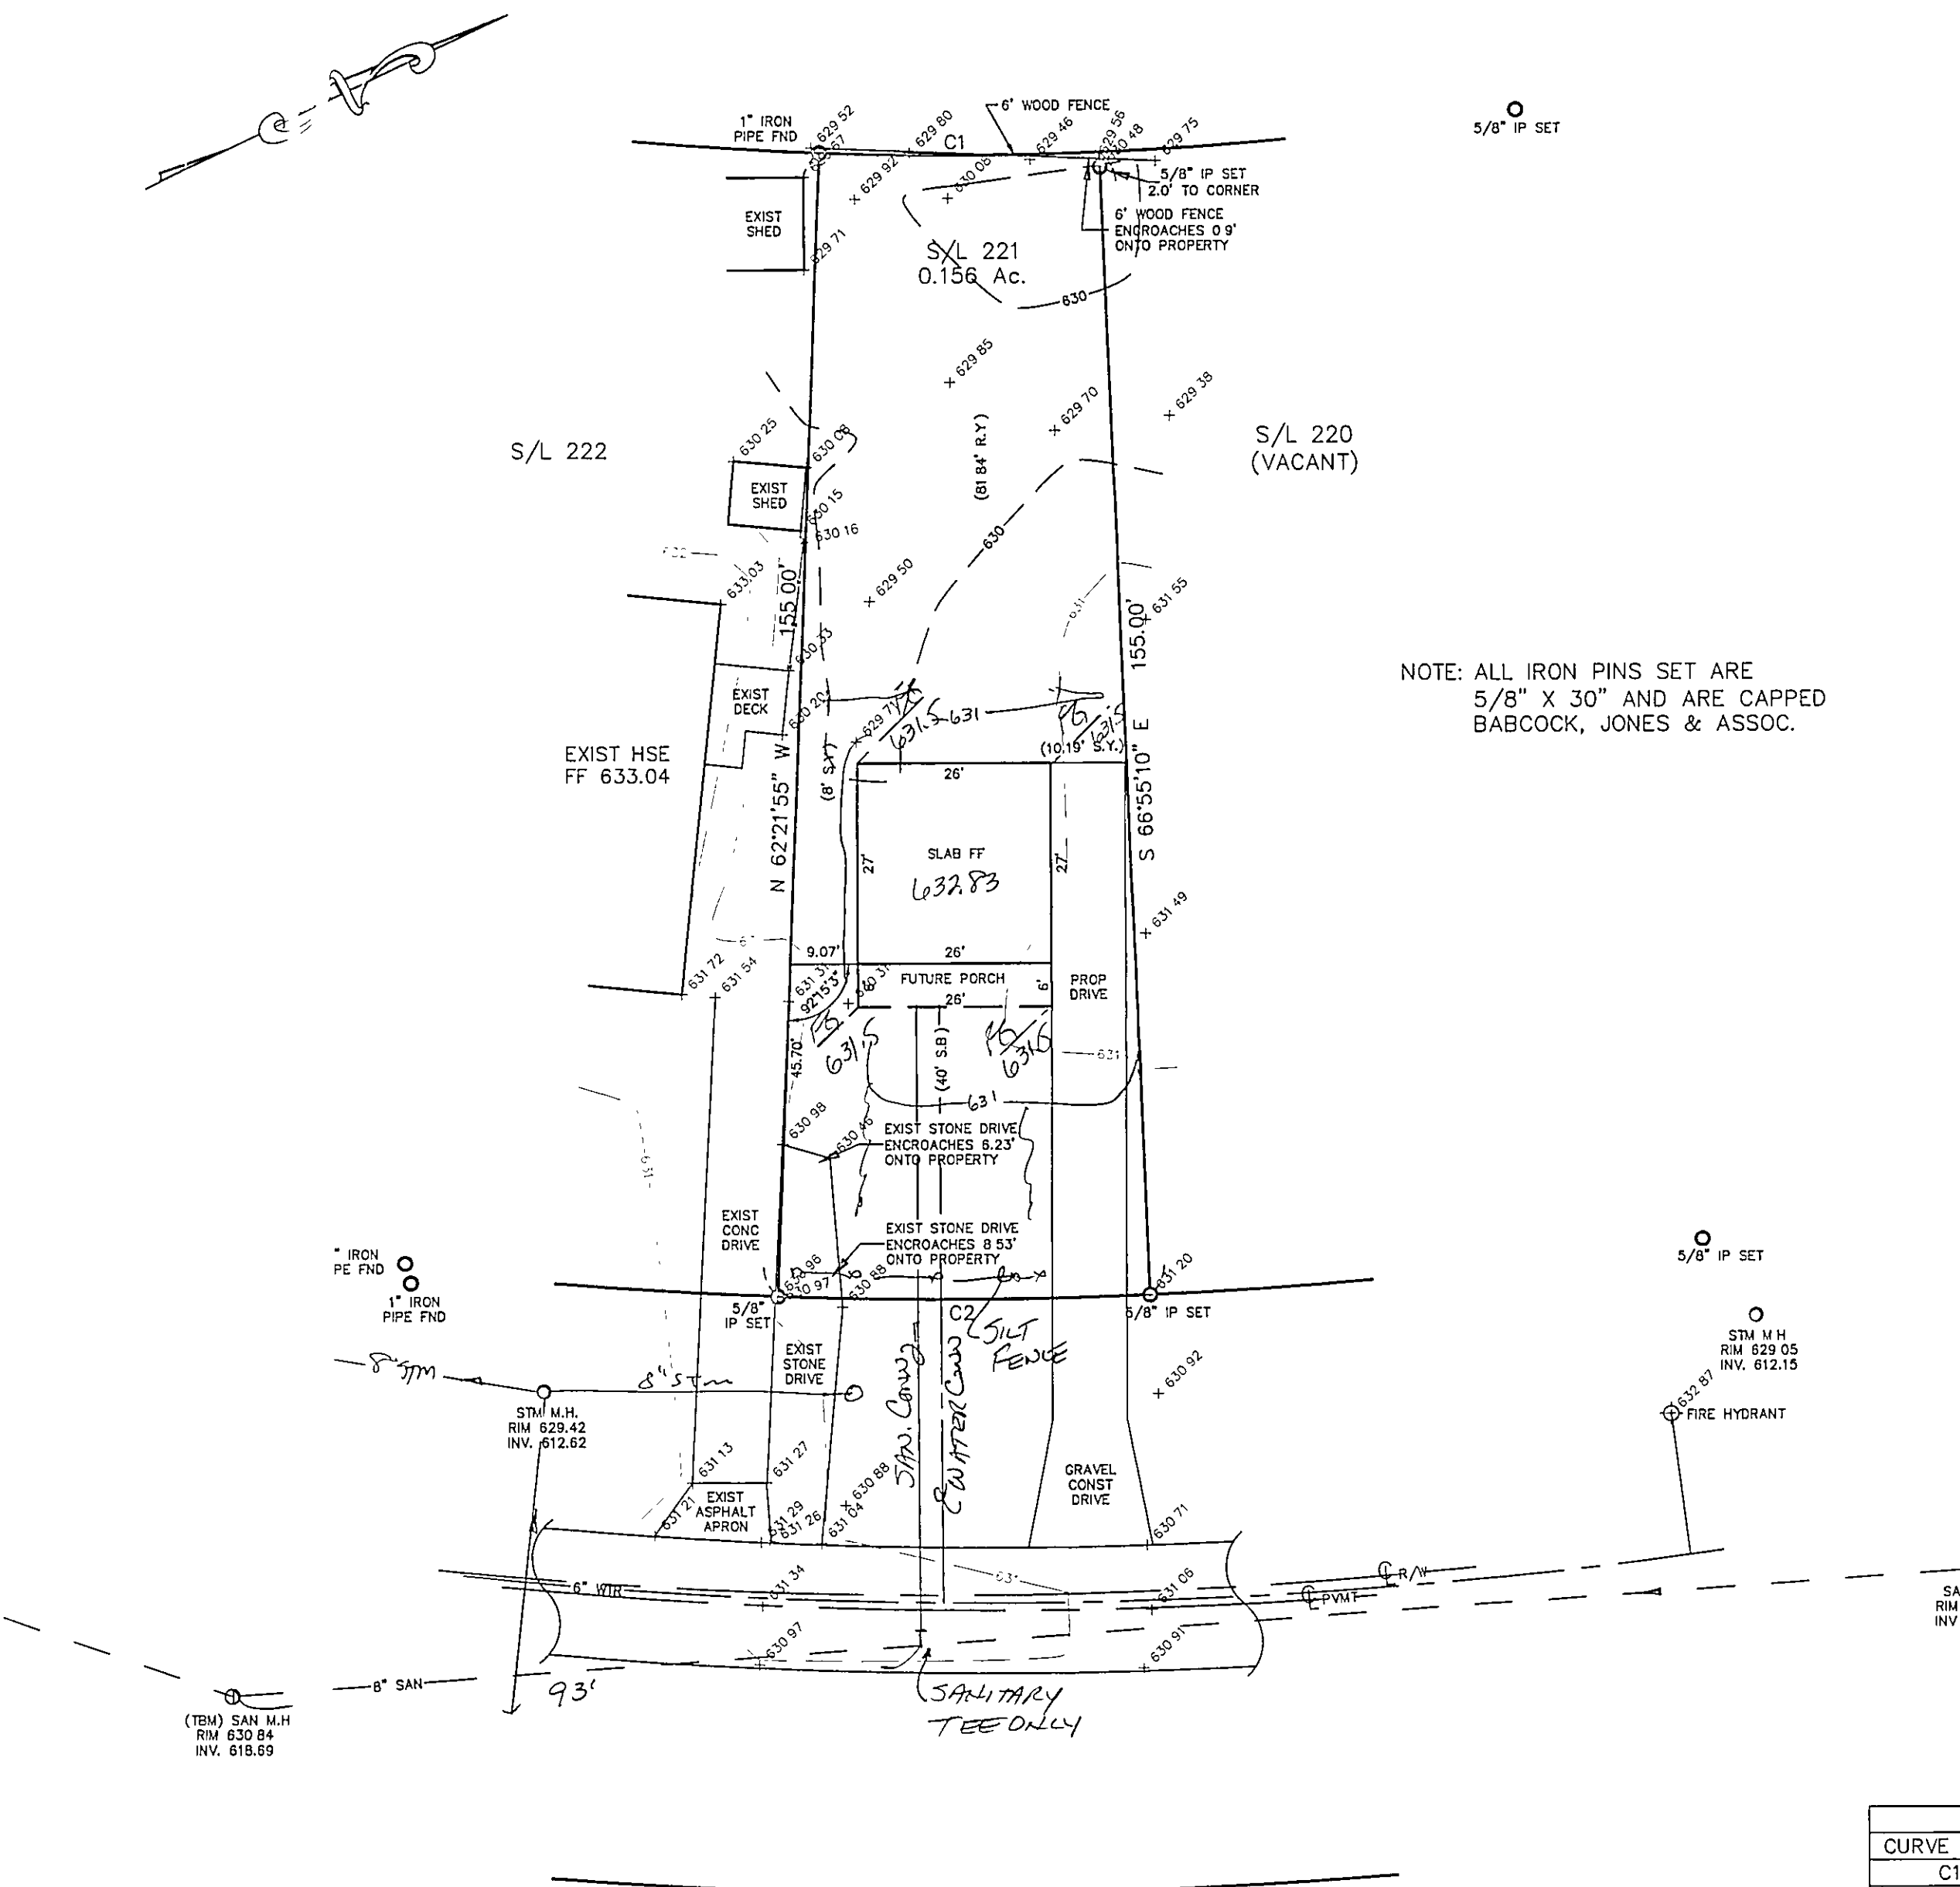 6' WOOD FENCE
1" IRON
PIPE FND
629 52
629 80
C1
629 46
629 56
629 75
5/8" IP SET
629 92
630 08
5/8" IP SET
2.0' TO CORNER
EXIST
SHED
6' WOOD FENCE
ENCROACHES 0 9'
ONTO PROPERTY
629 71
S/L 221
0.156 Ac.
630
629 85
629 70
629 38
(81 84' R.Y)
S/L 222
630 25
630 08
S/L 220
(VACANT)
EXIST
SHED
630 15
630 16
630
632
633.03
629 50
631
631 55
155.00'
155.00'
630 33
NOTE: ALL IRON PINS SET ARE
5/8" X 30" AND ARE CAPPED
BABCOCK, JONES & ASSOC.
EXIST
DECK
630 20
629 71
631.5
631
631.5
(10.19' S.Y.)
EXIST HSE
FF 633.04
N 62°21'55" W
(8' S.Y)
26'
S 66°55'10" E
27'
SLAB FF
632.83
27'
631 49
9.07'
26'
631 72
631 54
631 31
92°15'3"
FUTURE PORCH
6'
PROP
DRIVE
26'
631.5
631.6
45.70'
(40' S.B)
631
631
630 98
630 46
EXIST STONE DRIVE
ENCROACHES 6.23'
ONTO PROPERTY
631
EXIST
CONC
DRIVE
EXIST STONE DRIVE
ENCROACHES 8 53'
ONTO PROPERTY
" IRON
PE FND
5/8" IP SET
1" IRON
PIPE FND
630 96
630 97
630 88
631 20
5/8"
IP SET
C2
5/8" IP SET
SILT
FENCE
STM M H
RIM 629 05
INV. 612.15
EXIST
STONE
DRIVE
8" STM
8" STM
SAN. CONN
WATER CONN
630 92
632 87
FIRE HYDRANT
STM M.H.
RIM 629.42
INV. 612.62
631 13
631 27
630 88
GRAVEL
CONST
DRIVE
EXIST
ASPHALT
APRON
631 21
631 29
631 26
631 04
630 71
6" WTR
631 34
631 06
℄ R/W
℄ PVMT
SA
RIM
INV
630 97
630 91
8" SAN
93'
SANITARY
TEE ONLY
(TBM) SAN M.H
RIM 630 84
INV. 618.69
CURVE
C1